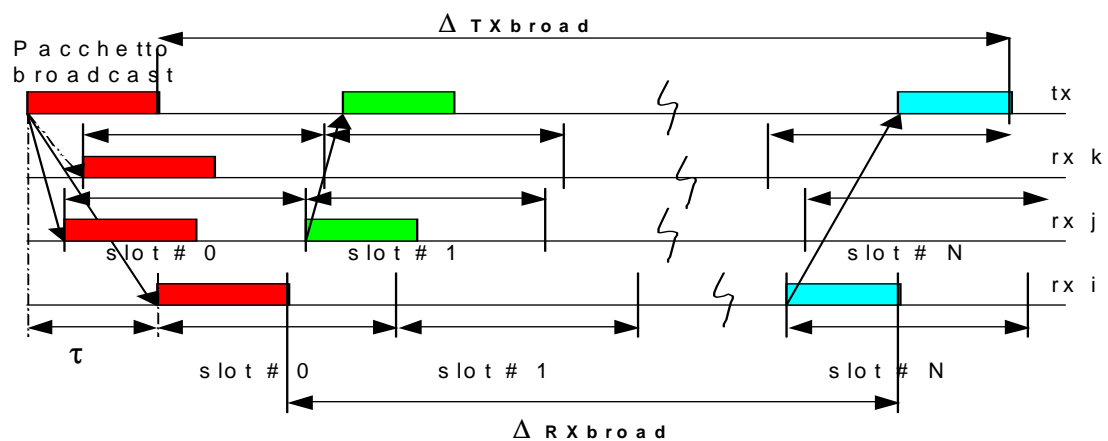 Δ TXbroad
Pacchetto
broadcast
tx
rx k
rx j
slot # 0 slot # 1 slot # N
rx i
τ
slot # 0 slot # 1 slot # N
Δ RXbroad